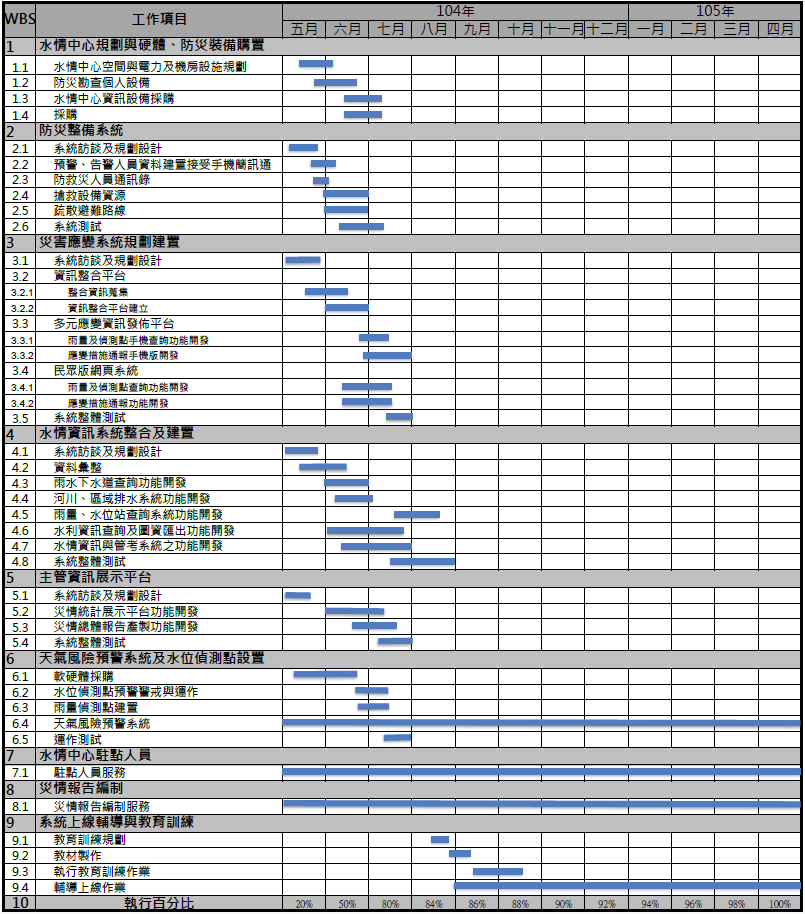 WBS 工作項目 104年 105年
五月 六月 七月 八月 九月 十月 十一月 十二月 一月 二月 三月 四月
1 水情中心規劃與硬體、防災裝備購置
1.1 水情中心空間與電力及機房設施規劃
1.2 防災勘查個人設備
1.3 水情中心資訊設備採購
1.4 採購
2 防災整備系統
2.1 系統訪談及規劃設計
2.2 預警、告警人員資料建置接受手機簡訊通
2.3 防救災人員通訊錄
2.4 搶救設備資源
2.5 疏散避難路線
2.6 系統測試
3 災害應變系統規劃建置
3.1 系統訪談及規劃設計
3.2 資訊整合平台
3.2.1 整合資訊蒐集
3.2.2 資訊整合平台建立
3.3 多元應變資訊發佈平台
3.3.1 雨量及偵測點手機查詢功能開發
3.3.2 應變措施通報手機版開發
3.4 民眾版網頁系統
3.4.1 雨量及偵測點查詢功能開發
3.4.2 應變措施通報功能開發
3.5 系統整體測試
4 水情資訊系統整合及建置
4.1 系統訪談及規劃設計
4.2 資料彙整
4.3 雨水下水道查詢功能開發
4.4 河川、區域排水系統功能開發
4.5 雨量、水位站查詢系統功能開發
4.6 水利資訊查詢及圖資匯出功能開發
4.7 水情資訊與管考系統之功能開發
4.8 系統整體測試
5 主管資訊展示平台
5.1 系統訪談及規劃設計
5.2 災情統計展示平台功能開發
5.3 災情總體報告產製功能開發
5.4 系統整體測試
6 天氣風險預警系統及水位偵測點設置
6.1 軟硬體採購
6.2 水位偵測點預警警戒與運作
6.3 雨量偵測點建置
6.4 天氣風險預警系統
6.5 運作測試
7 水情中心駐點人員
7.1 駐點人員服務
8 災情報告編制
8.1 災情報告編制服務
9 系統上線輔導與教育訓練
9.1 教育訓練規劃
9.2 教材製作
9.3 執行教育訓練作業
9.4 輔導上線作業
10 執行百分比 20% 50% 80% 84% 86% 88% 90% 92% 94% 96% 98% 100%